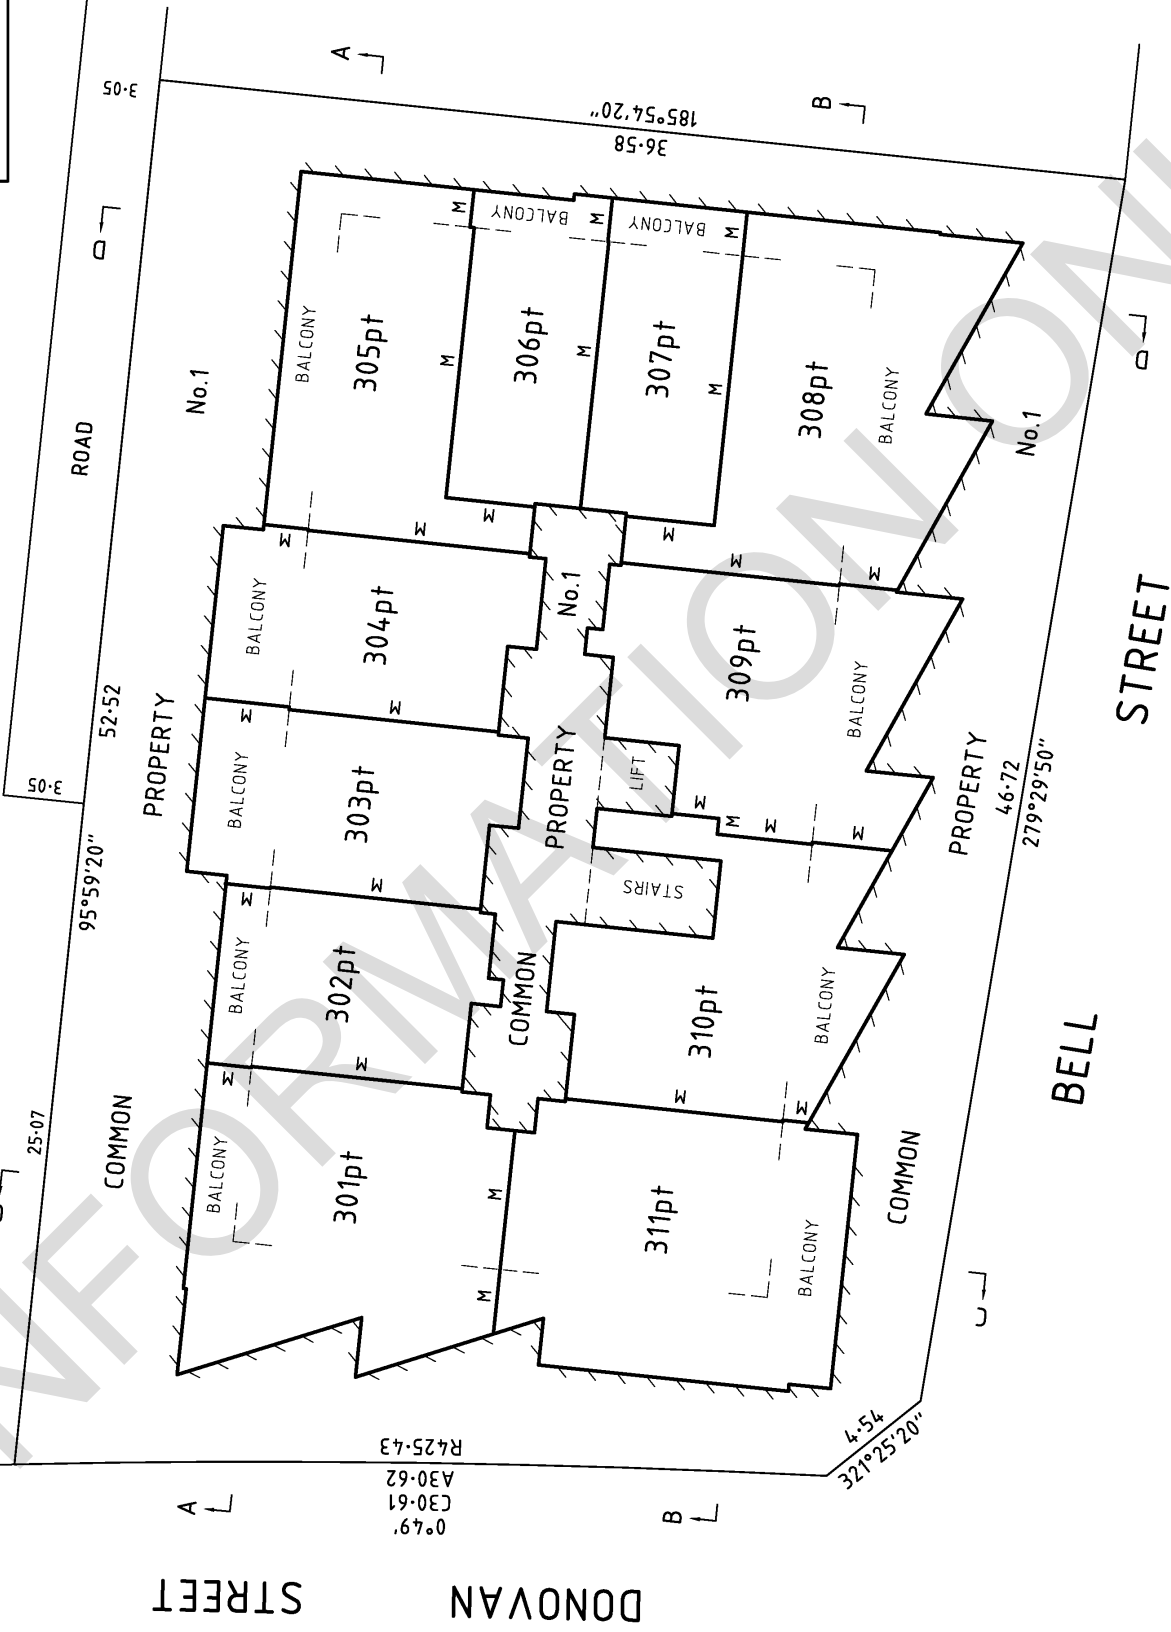 3·05
ROAD
52·52
3·05
95°59'20"
25·07
A
B
185°54'20"
36·58
D
D
No.1
PROPERTY
COMMON
BALCONY
305pt
M
BALCONY
306pt
M
M
BALCONY
307pt
M
M
M
308pt
BALCONY
No.1
M
M
M
BALCONY
304pt
M
M
No.1
M
M
M
309pt
BALCONY
BALCONY
303pt
M
M
PROPERTY
LIFT
M
M
M
M
BALCONY
302pt
M
M
COMMON
STAIRS
310pt
BALCONY
M
BALCONY
301pt
M
M
M
M
M
311pt
BALCONY
PROPERTY
COMMON
46·72
279°29'50"
C
4·54
321°25'20"
R425·43
A30·62
C30·61
0°49'
A
B
STREET
BELL
DONOVAN
STREET
INFORMATION ON